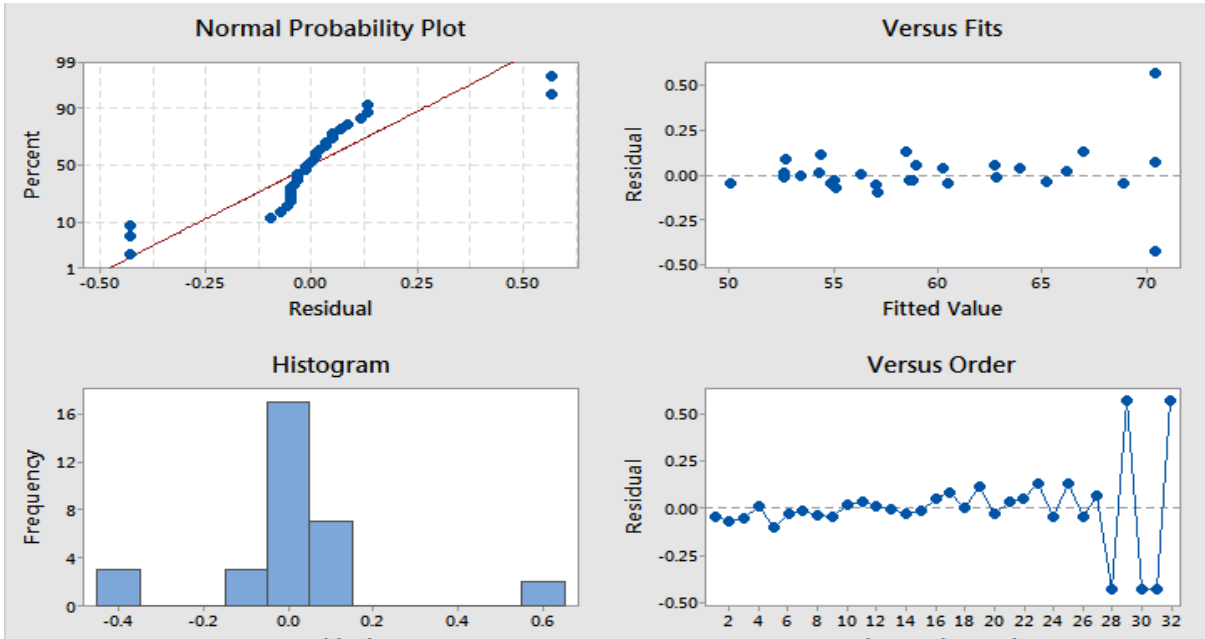 Normal Probability Plot
99
90
50
10
1
Percent
-0.50 -0.25 0.00 0.25 0.50
Residual
Versus Fits
0.50
0.25
0.00
-0.25
-0.50
Residual
50 55 60 65 70
Fitted Value
Histogram
16
12
8
4
0
Frequency
-0.4 -0.2 0.0 0.2 0.4 0.6
Versus Order
0.50
0.25
0.00
-0.25
-0.50
Residual
2 4 6 8 10 12 14 16 18 20 22 24 26 28 30 32